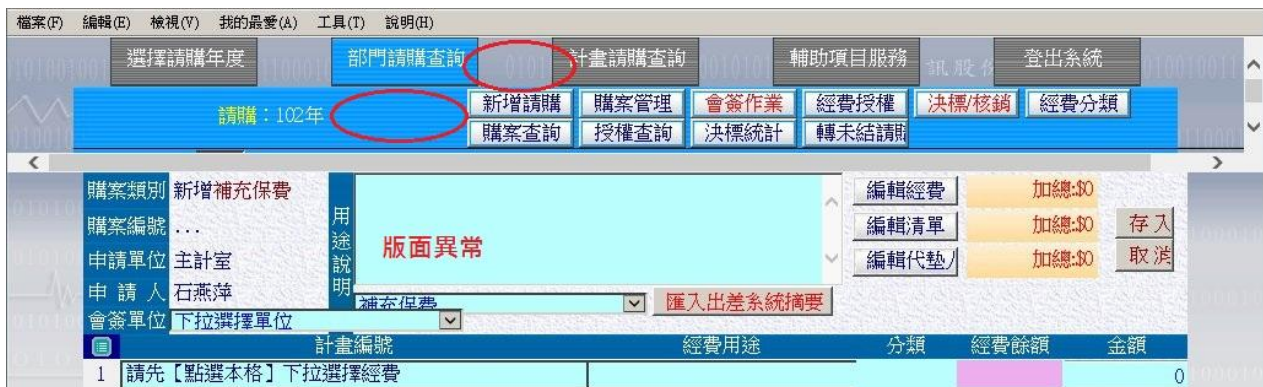 檔案(F) 編輯(E) 檢視(V) 我的最愛(A) 工具(T) 說明(H)
選擇請購年度 部門請購查詢 計畫請購查詢 輔助項目服務 登出系統
請購：102年
新增請購 購案管理 會簽作業 經費授權 決標/核銷 經費分類
購案查詢 授權查詢 決標統計 轉未結請購
購案類別 新增補充保費
購案編號 ...
申請單位 主計室
申 請 人 石燕萍
會簽單位 下拉選擇單位
用途說明
版面異常
補充保費 匯入出差系統摘要
編輯經費 加總:$0
編輯清單 加總:$0 存入
編輯代墊人 加總:$0 取消
計畫編號 經費用途 分類 經費餘額 金額
1 請先【點選本格】下拉選擇經費 0